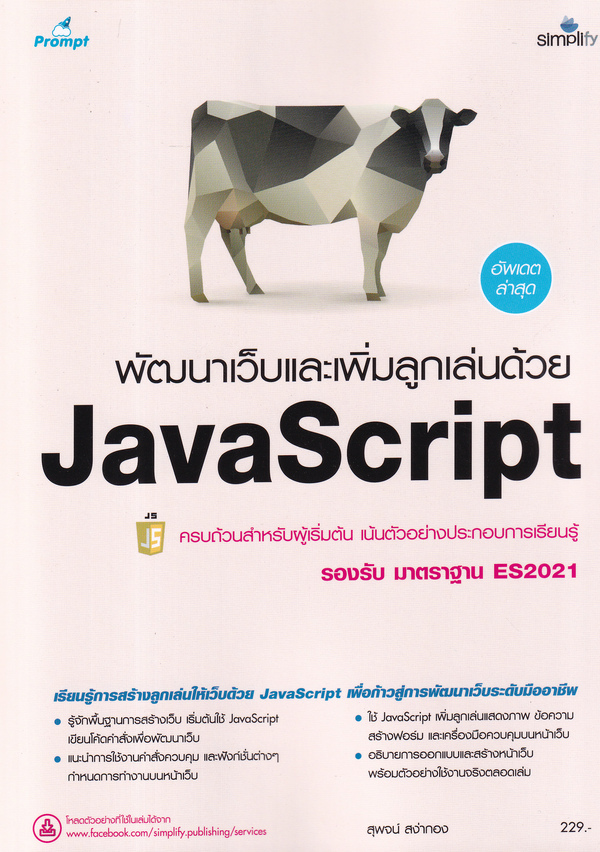 Prompt
simplify
อัพเดต
ล่าสุด
พัฒนาเว็บและเพิ่มลูกเล่นด้วย
JavaScript
JS
ครบถ้วนสำหรับผู้เริ่มต้น เน้นตัวอย่างประกอบการเรียนรู้
รองรับ มาตราฐาน ES2021
เรียนรู้การสร้างลูกเล่นให้เว็บด้วย JavaScript เพื่อก้าวสู่การพัฒนาเว็บระดับมืออาชีพ
รู้จักพื้นฐานการสร้างเว็บ เริ่มต้นใช้ JavaScript
เขียนโค้ดคำสั่งเพื่อพัฒนาเว็บ
แนะนำการใช้งานคำสั่งควบคุม และฟังก์ชั่นต่างๆ
กำหนดการทำงานบนหน้าเว็บ
ใช้ JavaScript เพิ่มลูกเล่นแสดงภาพ ข้อความ
สร้างฟอร์ม และเครื่องมือควบคุมบนหน้าเว็บ
อธิบายการออกแบบและสร้างหน้าเว็บ
พร้อมตัวอย่างใช้งานจริงตลอดเล่ม
โหลดตัวอย่างที่ใช้ในเล่มได้จาก
www.facebook.com/simplify.publishing/services
สุพจน์ สง่ากอง
229.-